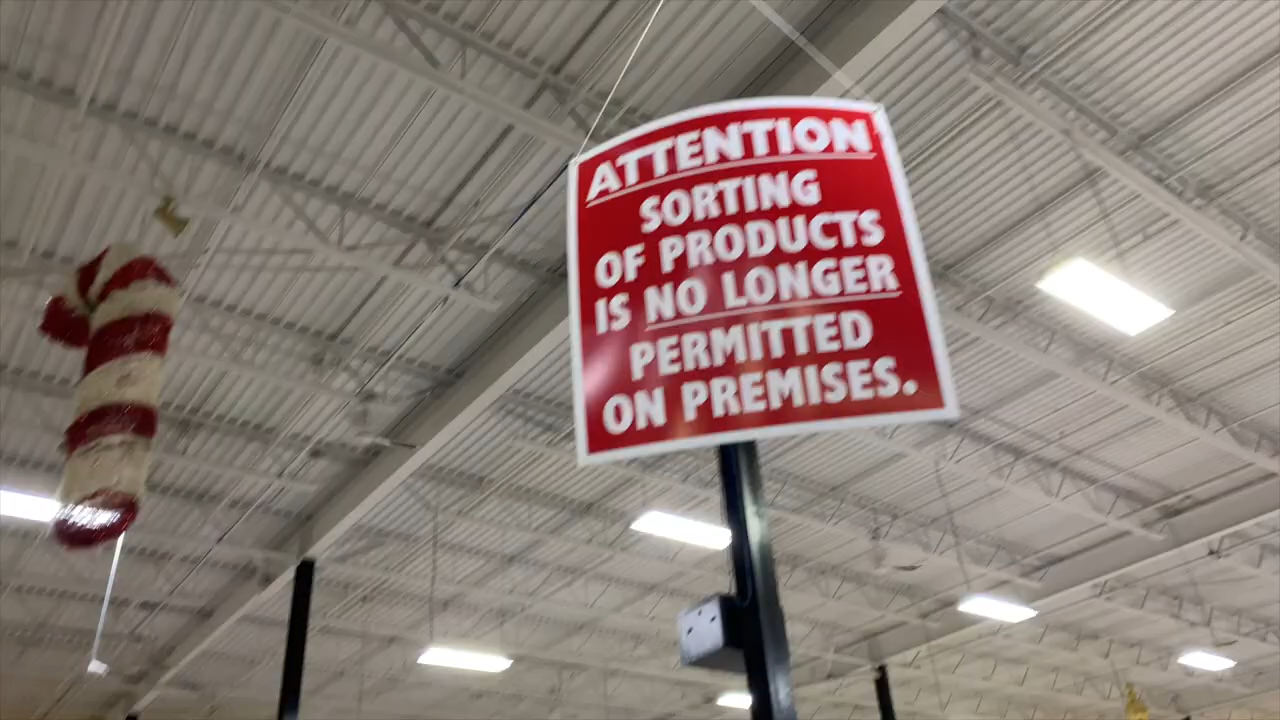 ATTENTION
SORTING
OF PRODUCTS
IS NO LONGER
PERMITTED
ON PREMISES.